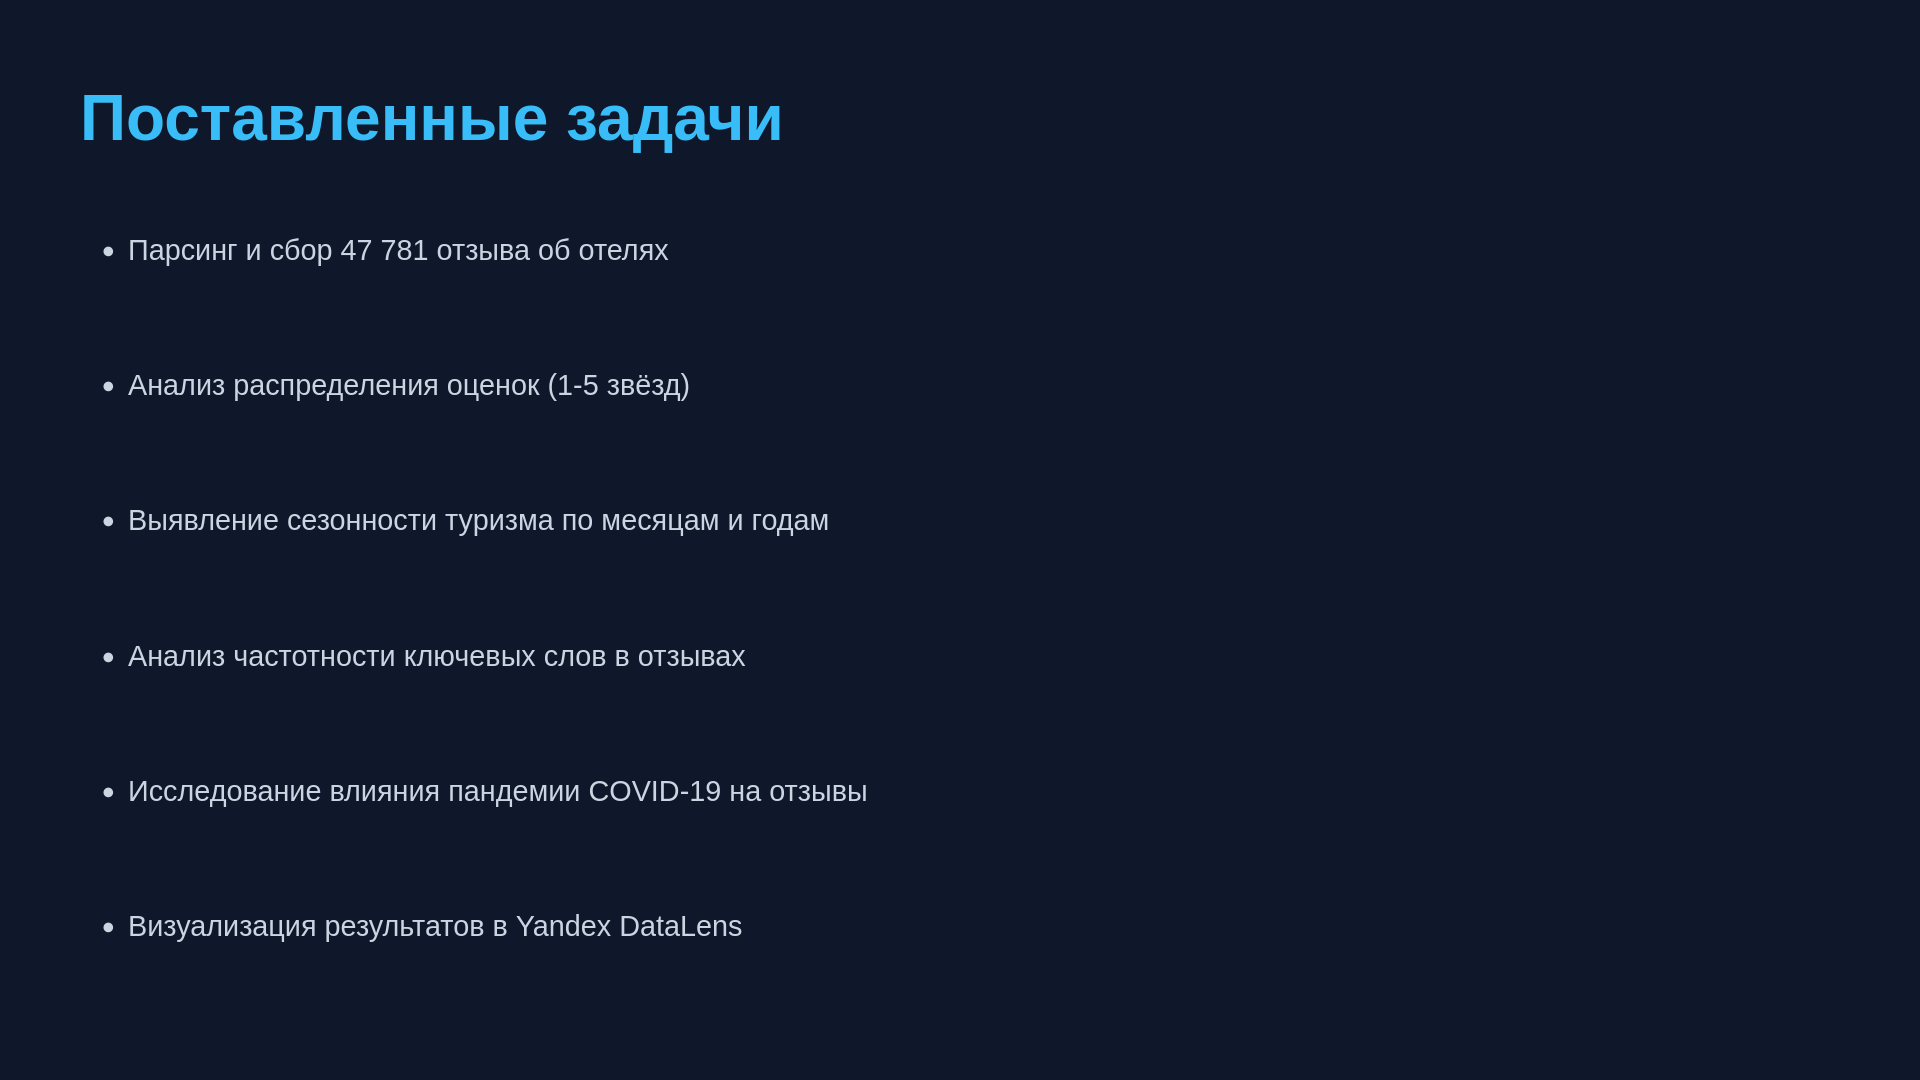 Поставленные задачи
• Парсинг и сбор 47 781 отзыва об отелях
• Анализ распределения оценок (1-5 звёзд)
• Выявление сезонности туризма по месяцам и годам
• Анализ частотности ключевых слов в отзывах
• Исследование влияния пандемии COVID-19 на отзывы
• Визуализация результатов в Yandex DataLens